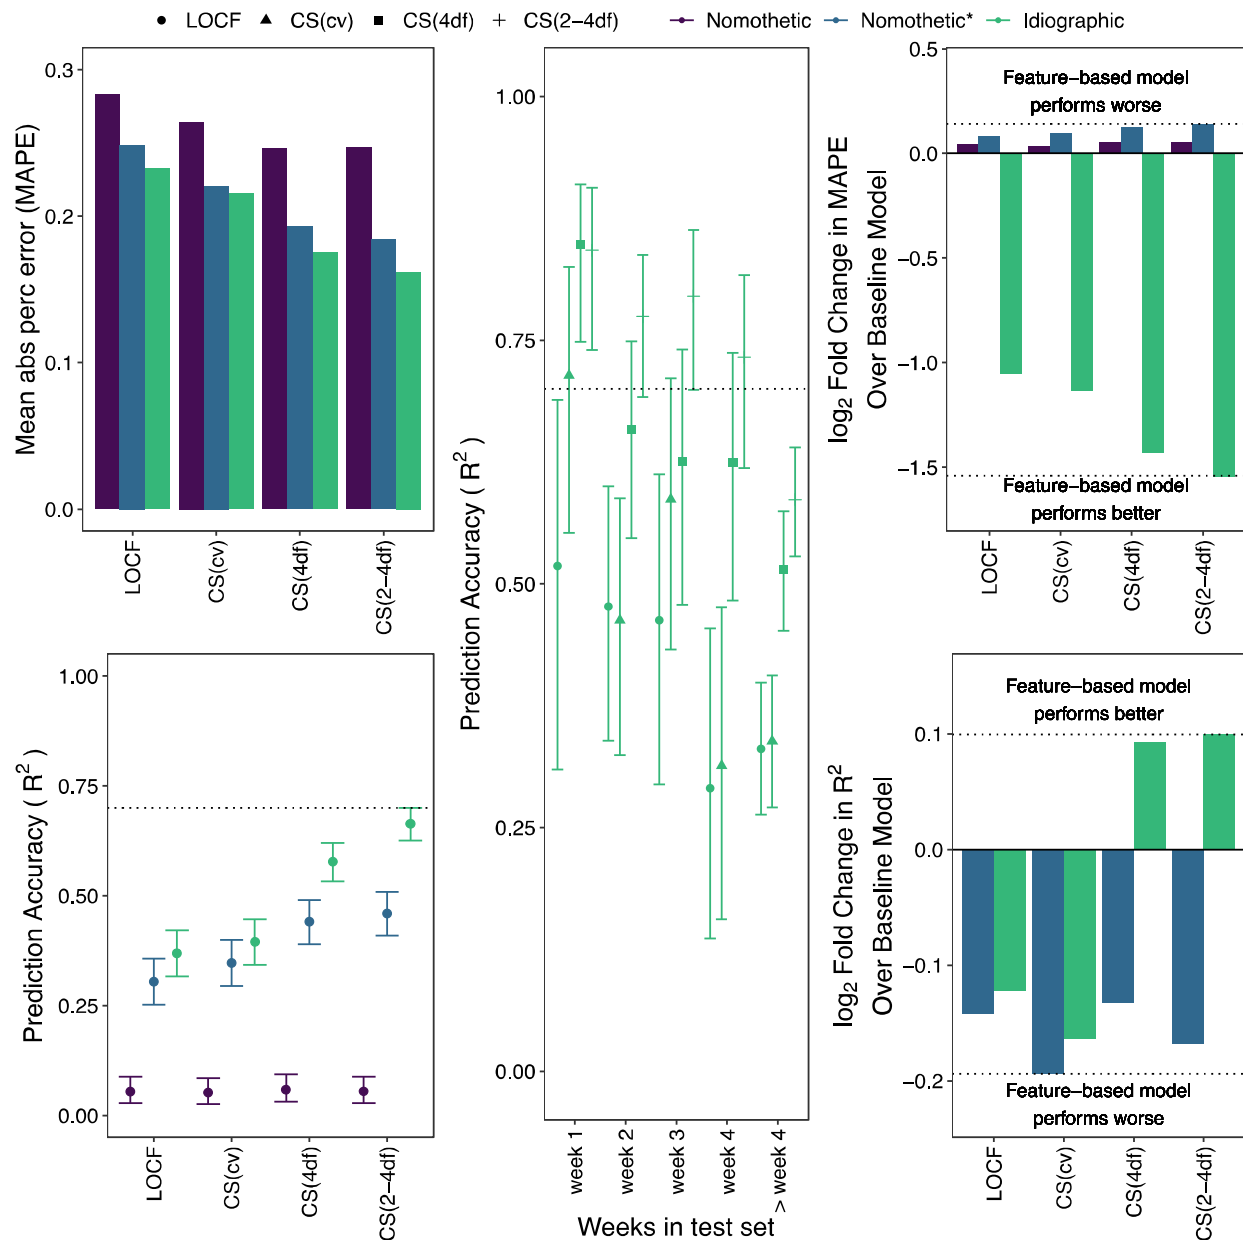 LOCF CS(cv) CS(4df) CS(2−4df) Nomothetic Nomothetic* Idiographic
Mean abs perc error (MAPE)
0.3
0.2
0.1
0.0
LOCF
CS(cv)
CS(4df)
CS(2−4df)
Prediction Accuracy ( R² )
1.00
0.75
0.50
0.25
0.00
LOCF
CS(cv)
CS(4df)
CS(2−4df)
Prediction Accuracy ( R² )
1.00
0.75
0.50
0.25
0.00
week 1
week 2
week 3
week 4
> week 4
Weeks in test set
log₂ Fold Change in MAPE
Over Baseline Model
0.5
0.0
−0.5
−1.0
−1.5
Feature−based model
performs worse
Feature−based model
performs better
LOCF
CS(cv)
CS(4df)
CS(2−4df)
log₂ Fold Change in R²
Over Baseline Model
0.1
0.0
−0.1
−0.2
Feature−based model
performs better
Feature−based model
performs worse
LOCF
CS(cv)
CS(4df)
CS(2−4df)